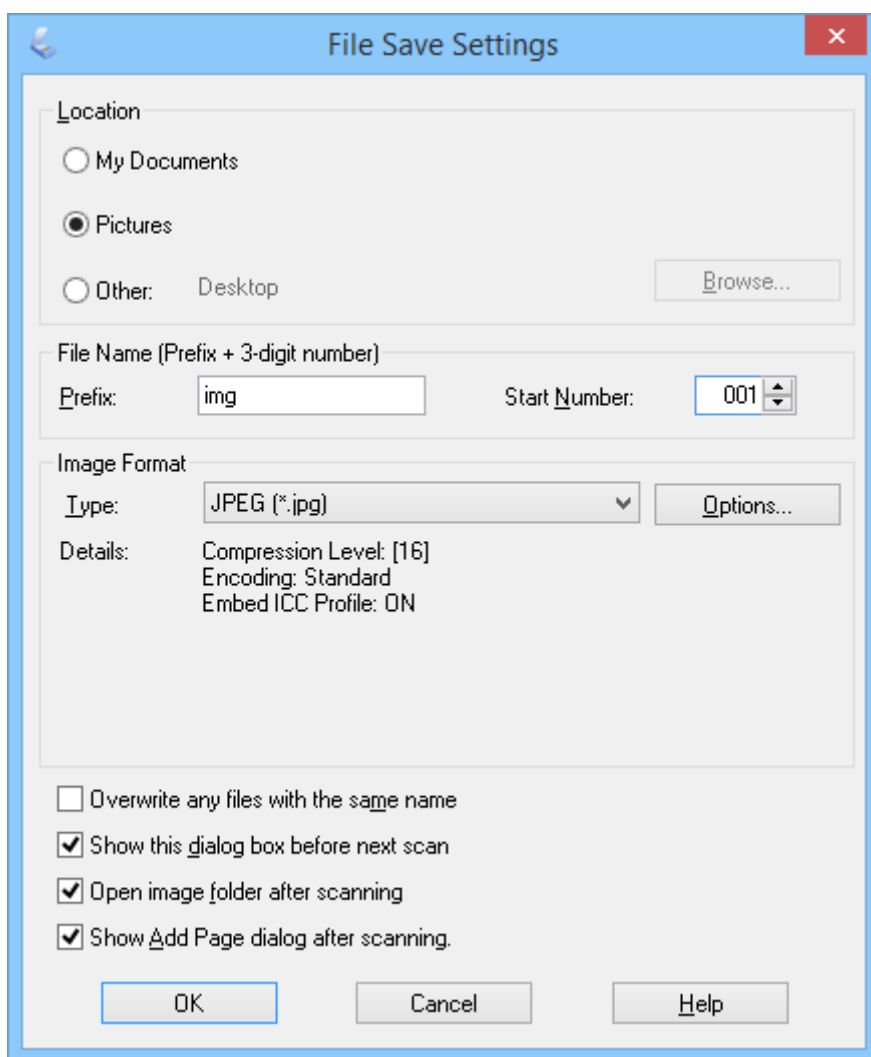 File Save Settings
Location
My Documents
Pictures
Other: Desktop Browse...
File Name (Prefix + 3-digit number)
Prefix: img Start Number: 001
Image Format
Type: JPEG (*.jpg) Options...
Details: Compression Level: [16]
Encoding: Standard
Embed ICC Profile: ON
Overwrite any files with the same name
Show this dialog box before next scan
Open image folder after scanning
Show Add Page dialog after scanning.
OK Cancel Help